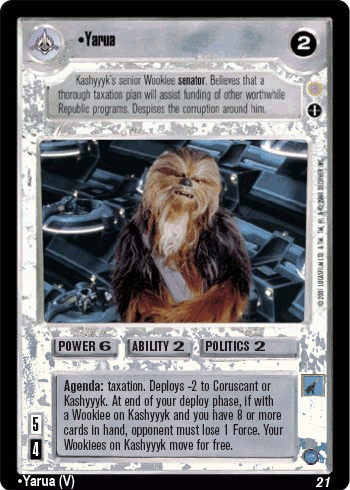 •Yarua
2
Kashyyyk's senior Wookiee senator. Believes that a
thorough taxation plan will assist funding of other worthwhile
Republic programs. Despises the corruption around him.
POWER 6
ABILITY 2
POLITICS 2
Agenda: taxation. Deploys -2 to Coruscant or
Kashyyyk. At end of your deploy phase, if with
a Wookiee on Kashyyyk and you have 8 or more
cards in hand, opponent must lose 1 Force. Your
Wookiees on Kashyyyk move for free.
5
4
•Yarua (V)
21